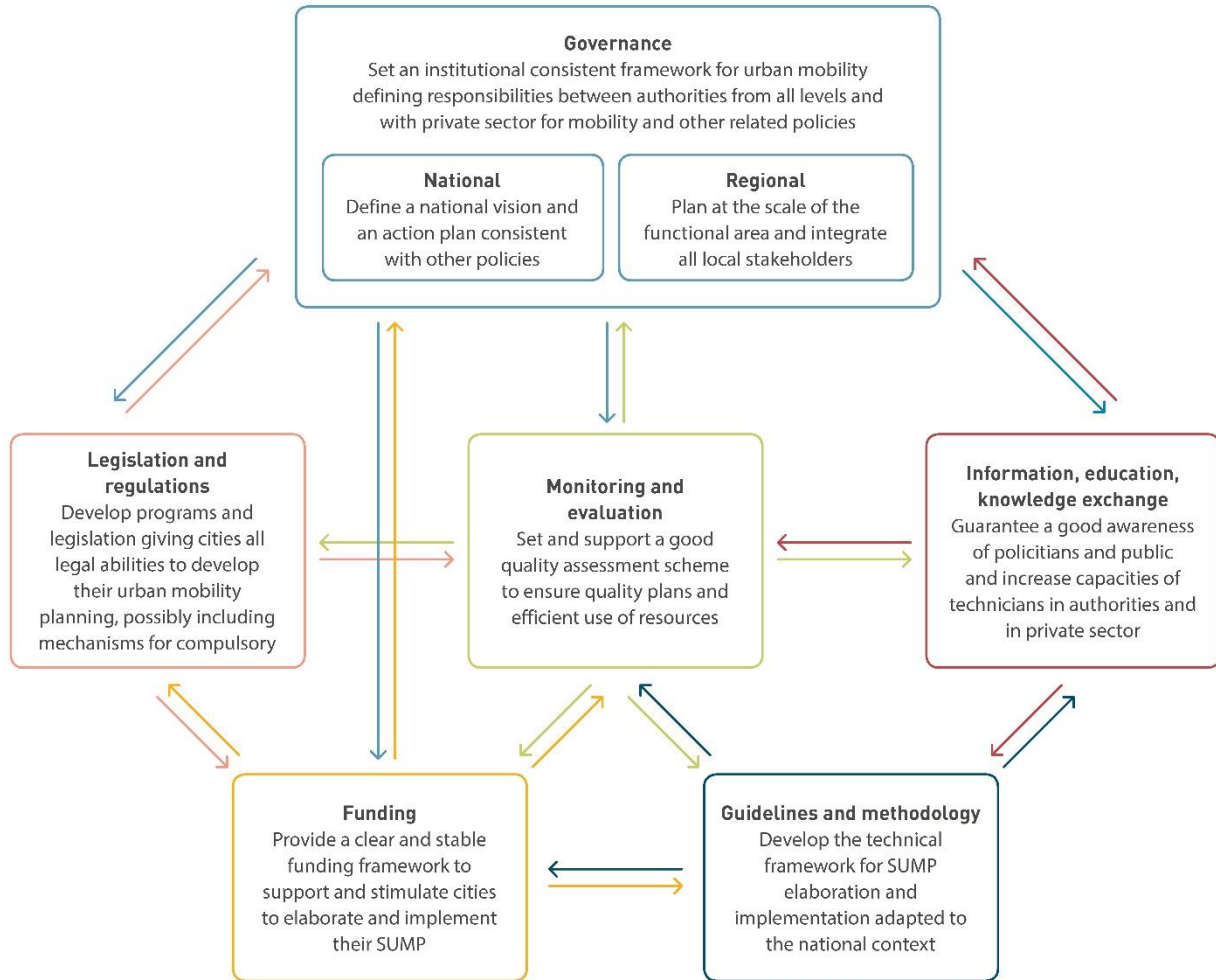 Governance
Set an institutional consistent framework for urban mobility
defining responsibilities between authorities from all levels and
with private sector for mobility and other related policies
National
Define a national vision and
an action plan consistent
with other policies
Regional
Plan at the scale of the
functional area and integrate
all local stakeholders
Legislation and
regulations
Develop programs and
legislation giving cities all
legal abilities to develop
their urban mobility
planning, possibly including
mechanisms for compulsory
Monitoring and
evaluation
Set and support a good
quality assessment scheme
to ensure quality plans and
efficient use of resources
Information, education,
knowledge exchange
Guarantee a good awareness
of policitians and public
and increase capacities of
technicians in authorities and
in private sector
Funding
Provide a clear and stable
funding framework to
support and stimulate cities
to elaborate and implement
their SUMP
Guidelines and methodology
Develop the technical
framework for SUMP
elaboration and
implementation adapted to
the national context